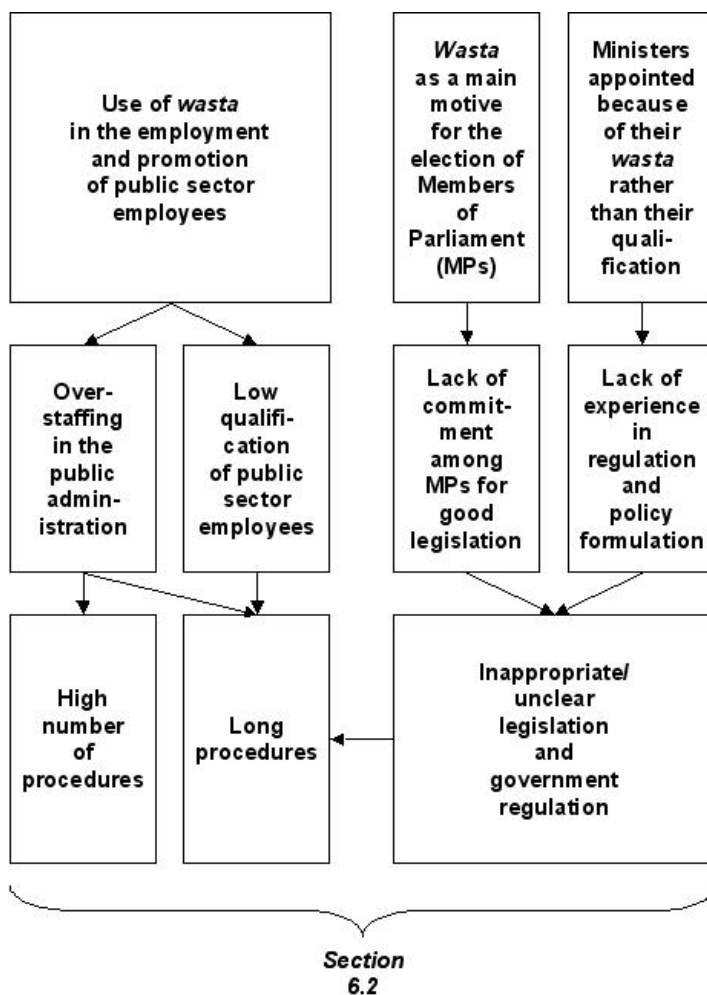 Use of wasta
in the employment
and promotion
of public sector
employees
Wasta
as a main
motive
for the
election of
Members
of
Parliament
(MPs)
Ministers
appointed
because
of their
wasta
rather
than their
quali-
fication
Over-
staffing
in the
public
admin-
istration
Low
qualifi-
cation
of public
sector
employees
Lack of
commit-
ment
among
MPs for
good
legislation
Lack of
experience
in
regulation
and
policy
formulation
High
number
of
procedures
Long
procedures
Inappropriate/
unclear
legislation
and
government
regulation
Section
6.2